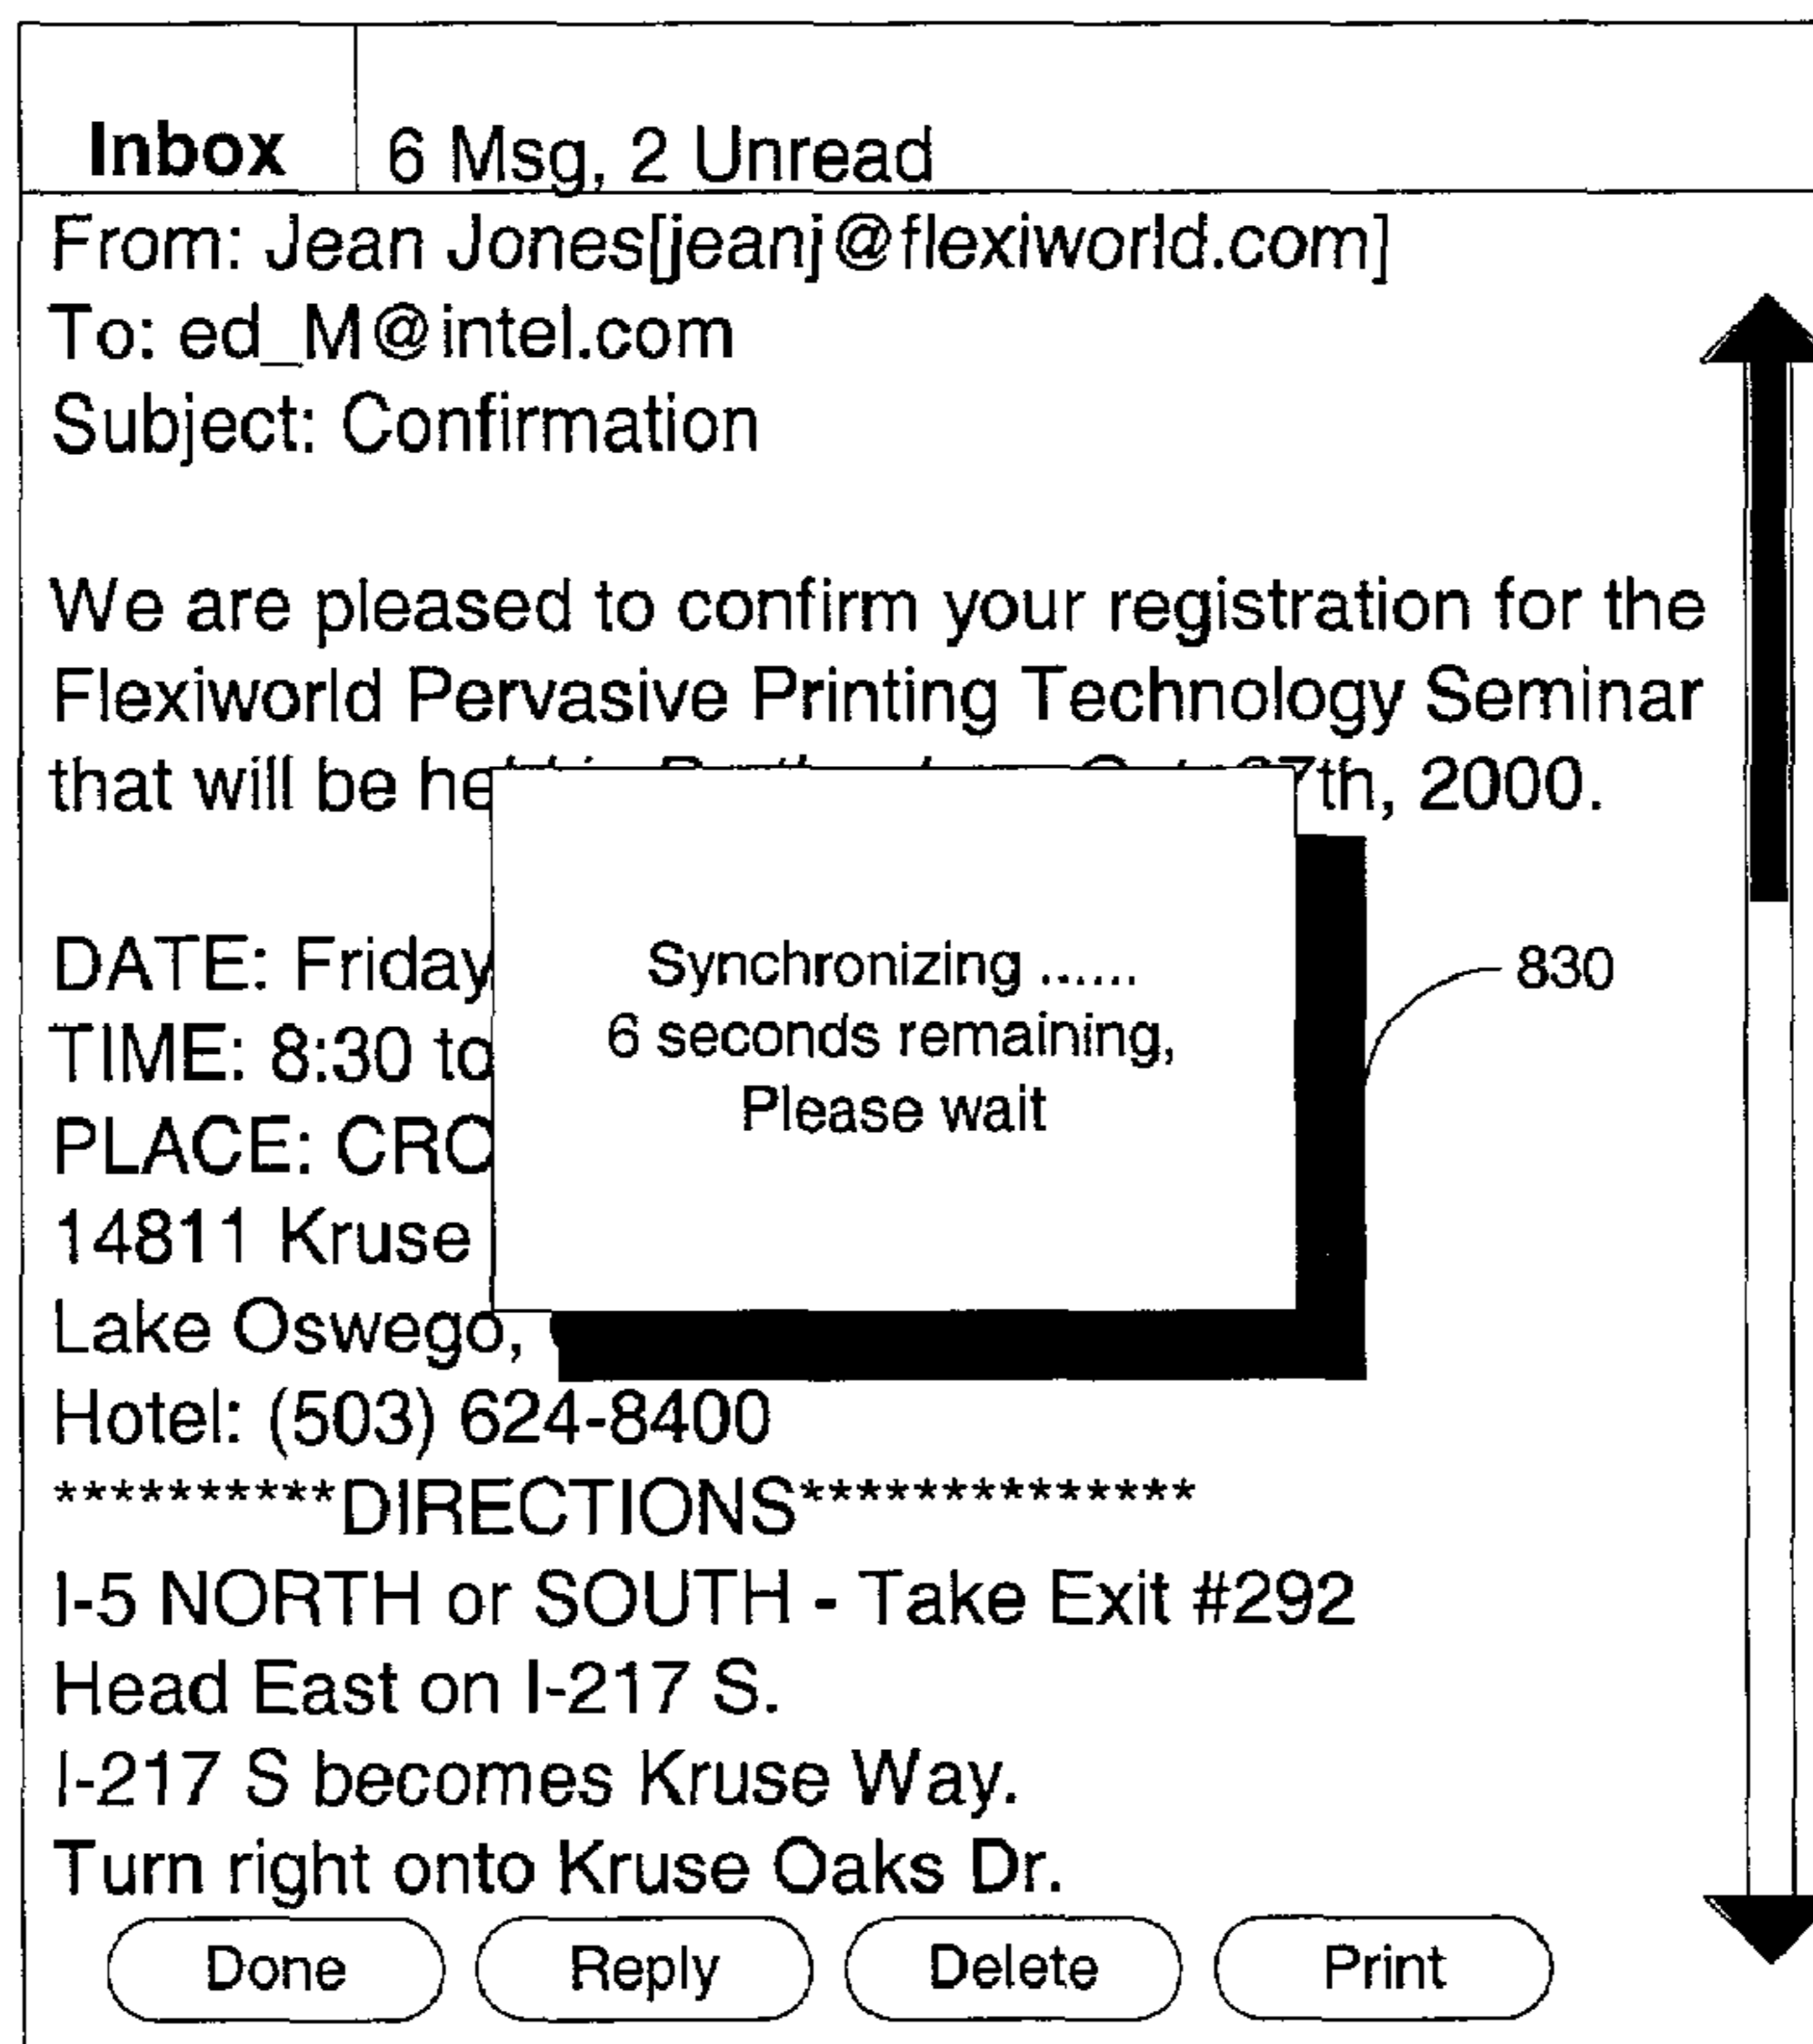 Inbox 6 Msg, 2 Unread
From: Jean Jones[jeanj@flexiworld.com]
To: ed_M@intel.com
Subject: Confirmation
We are pleased to confirm your registration for the
Flexiworld Pervasive Printing Technology Seminar
that will be 7th, 2000.
DATE: Friday
TIME: 8:30 to
PLACE:
14811 Kruse
Lake Oswego,
Hotel: (503) 624-8400
Synchronizing ......
6 seconds remaining,
Please wait
830
**********DIRECTIONS**************
I-5 NORTH or SOUTH - Take Exit #292
Head East on I-217 S.
I-217 S becomes Kruse Way.
Turn right onto Kruse Oaks Dr.
Done Reply Delete Print